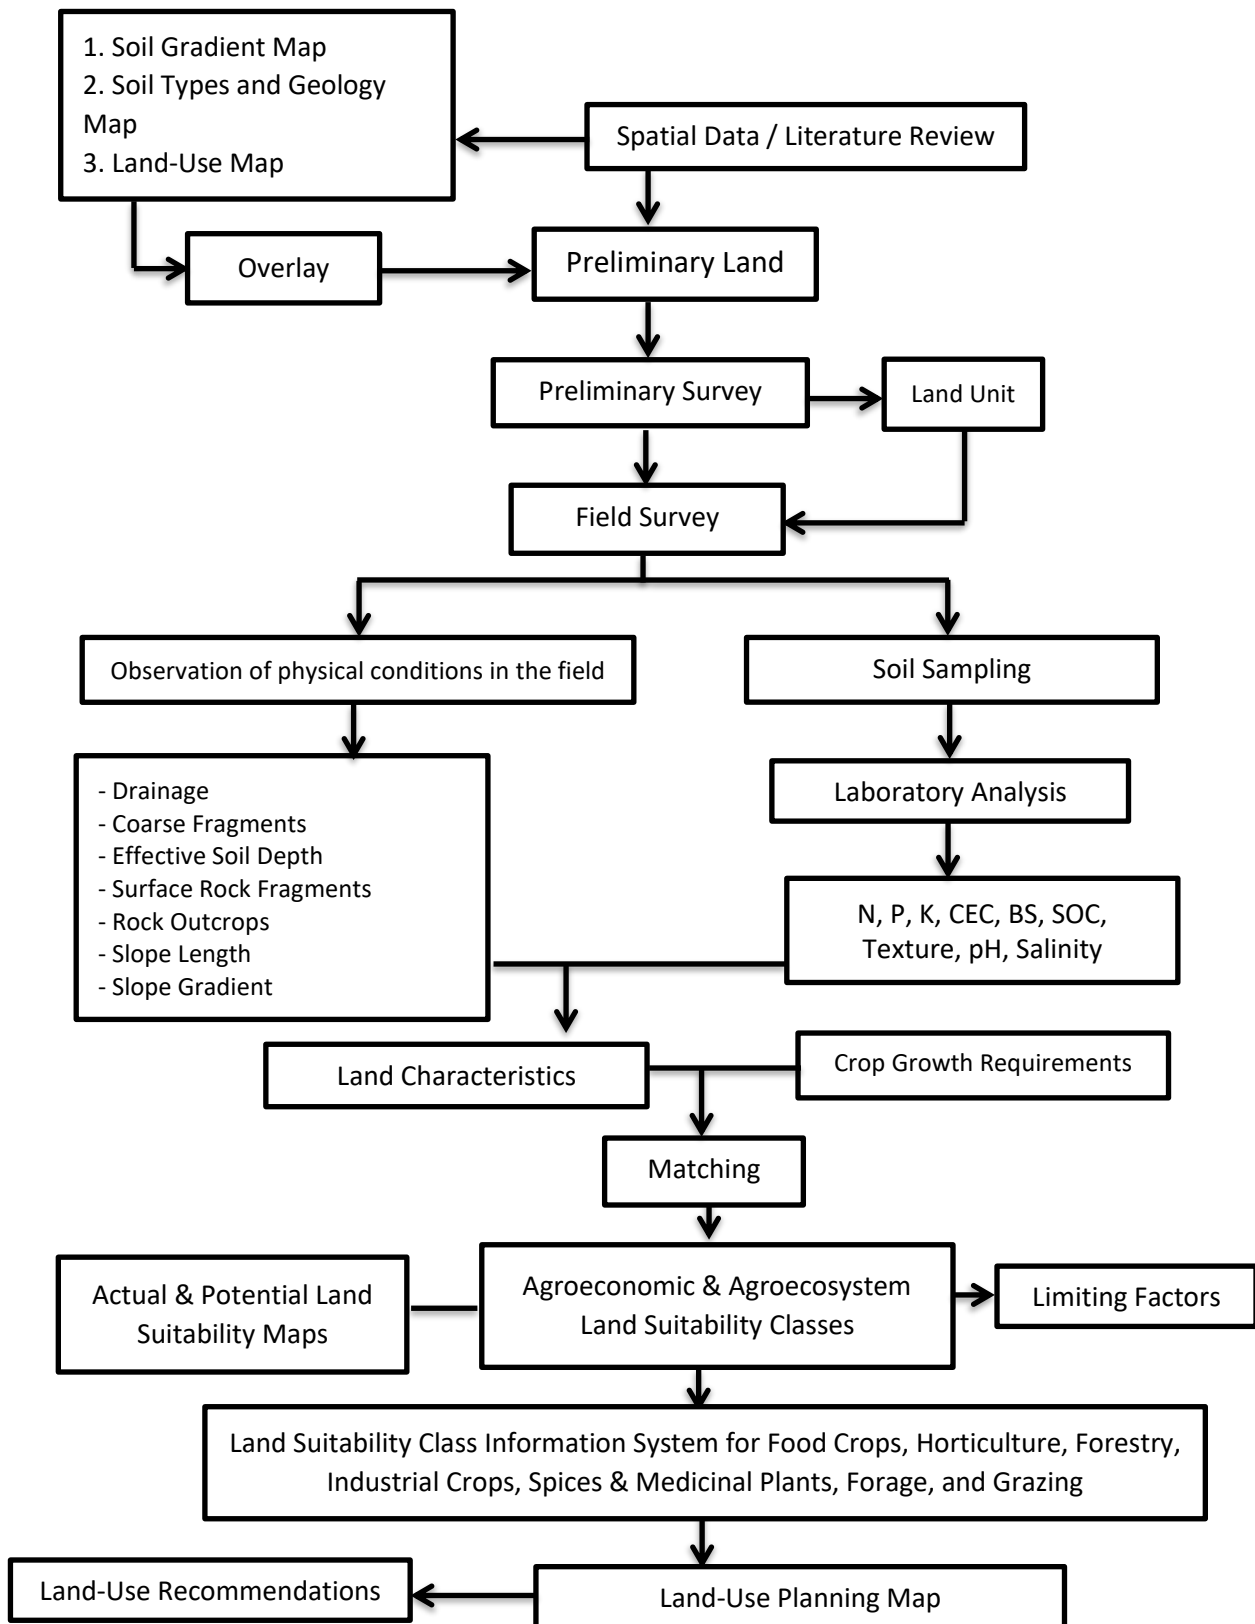 1. Soil Gradient Map
2. Soil Types and Geology
Map
3. Land-Use Map
Spatial Data / Literature Review
Overlay
Preliminary Land
Preliminary Survey
Land Unit
Field Survey
Observation of physical conditions in the field
Soil Sampling
- Drainage
- Coarse Fragments
- Effective Soil Depth
- Surface Rock Fragments
- Rock Outcrops
- Slope Length
- Slope Gradient
Laboratory Analysis
N, P, K, CEC, BS, SOC,
Texture, pH, Salinity
Land Characteristics
Crop Growth Requirements
Matching
Actual & Potential Land
Suitability Maps
Agroeconomic & Agroecosystem
Land Suitability Classes
Limiting Factors
Land Suitability Class Information System for Food Crops, Horticulture, Forestry,
Industrial Crops, Spices & Medicinal Plants, Forage, and Grazing
Land-Use Recommendations
Land-Use Planning Map